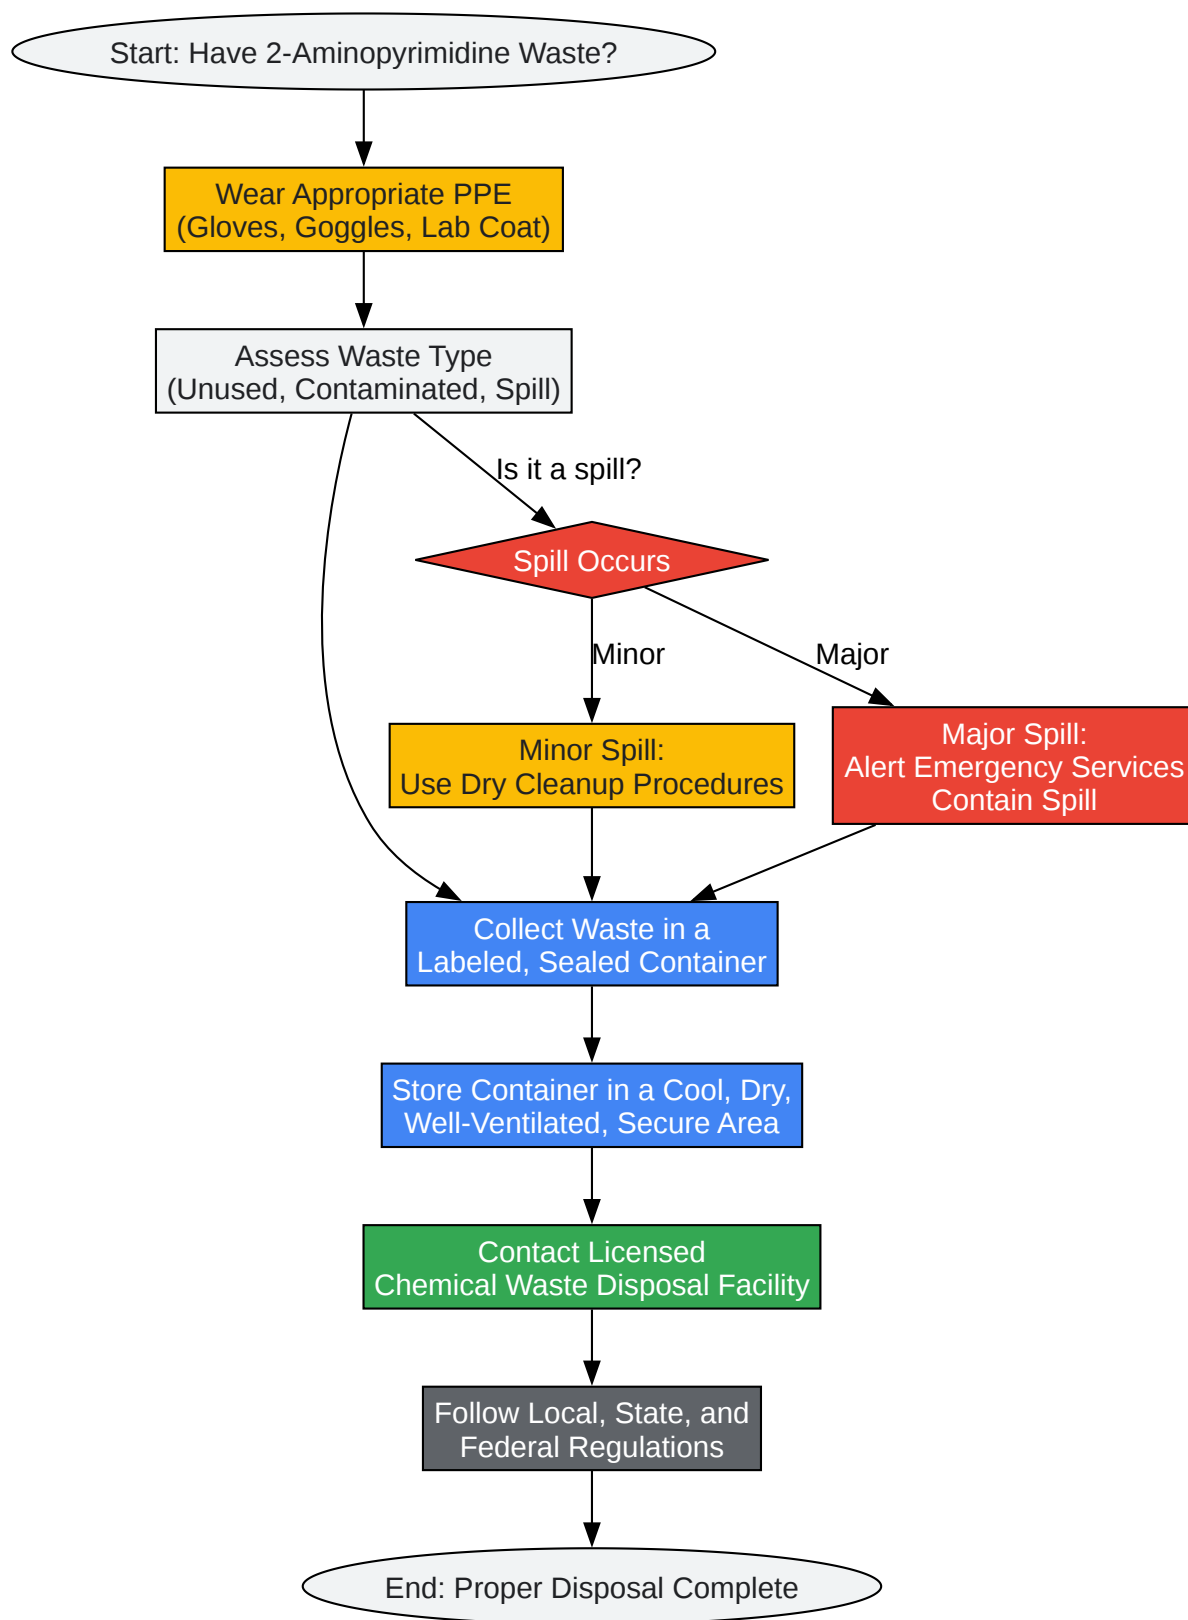 Start: Have 2-Aminopyrimidine Waste?
Wear Appropriate PPE
(Gloves, Goggles, Lab Coat)
Assess Waste Type
(Unused, Contaminated, Spill)
Is it a spill?
Spill Occurs
Minor
Major
Minor Spill:
Use Dry Cleanup Procedures
Major Spill:
Alert Emergency Services
Contain Spill
Collect Waste in a
Labeled, Sealed Container
Store Container in a Cool, Dry,
Well-Ventilated, Secure Area
Contact Licensed
Chemical Waste Disposal Facility
Follow Local, State, and
Federal Regulations
End: Proper Disposal Complete